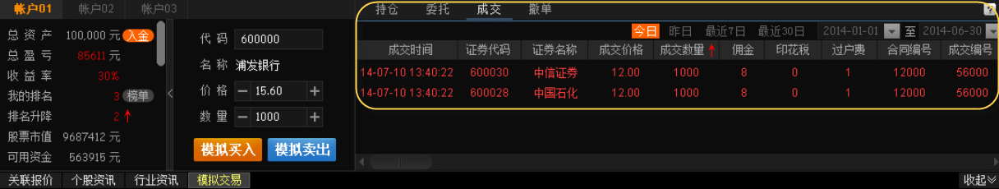 帐户01 帐户02 帐户03
总资产 100,000 元 入金
总盈亏 85611 元
收益率 30%
我的排名 3 榜单
排名升降 2
股票市值 9687412 元
可用资金 563915 元
代码 600000
名称 浦发银行
价格 － 15.60 ＋
数量 － 1000 ＋
模拟买入 模拟卖出
持仓 委托 成交 撤单 ?
今日 昨日 最近7日 最近30日 2014-01-01 至 2014-06-30
成交时间 证券代码 证券名称 成交价格 成交数量 佣金 印花税 过户费 合同编号 成交编号
14-07-10 13:40:22 600030 中信证券 12.00 1000 8 0 1 12000 56000
14-07-10 13:40:22 600028 中国石化 12.00 1000 8 0 1 12000 56000
关联报价 个股资讯 行业资讯 模拟交易 收起